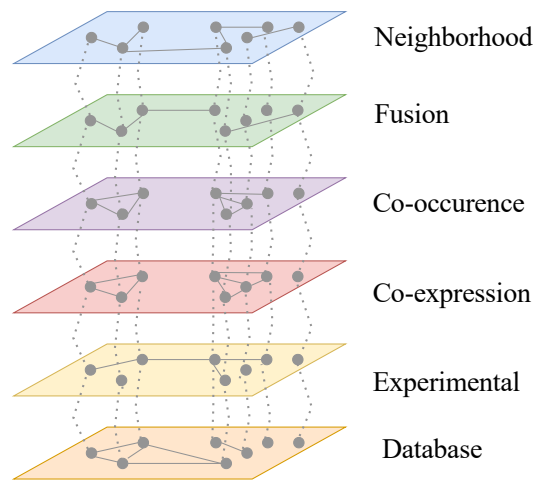 Neighborhood
Fusion
Co-occurence
Co-expression
Experimental
Database